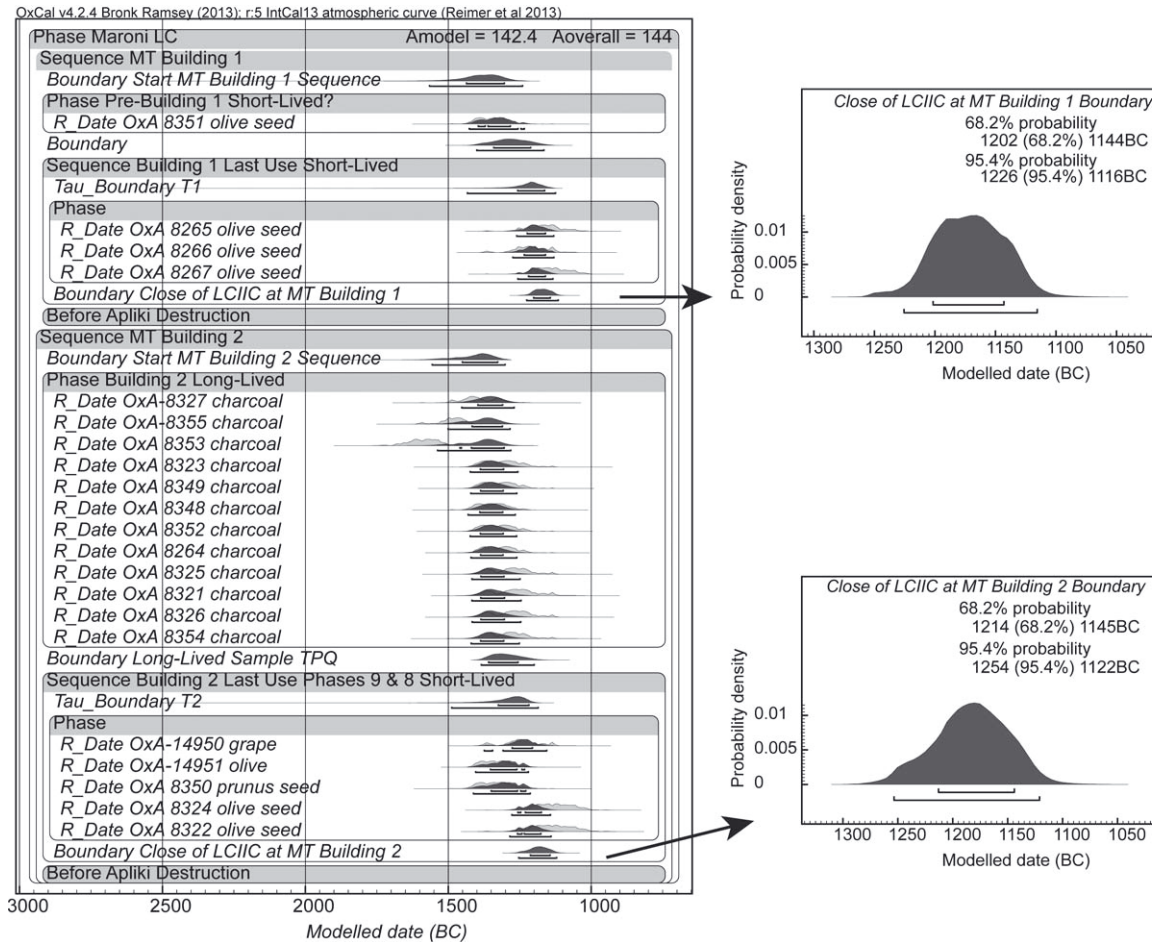 OxCal v4.2.4 Bronk Ramsey (2013); r:5 IntCal13 atmospheric curve (Reimer et al 2013)
Phase Maroni LC Amodel = 142.4 Aoverall = 144
Sequence MT Building 1
Boundary Start MT Building 1 Sequence
Phase Pre-Building 1 Short-Lived?
R_Date OxA 8351 olive seed
Boundary
Sequence Building 1 Last Use Short-Lived
Tau_Boundary T1
Phase
R_Date OxA 8265 olive seed
R_Date OxA 8266 olive seed
R_Date OxA 8267 olive seed
Boundary Close of LCIIC at MT Building 1
Before Apliki Destruction
Sequence MT Building 2
Boundary Start MT Building 2 Sequence
Phase Building 2 Long-Lived
R_Date OxA-8327 charcoal
R_Date OxA-8355 charcoal
R_Date OxA 8353 charcoal
R_Date OxA 8323 charcoal
R_Date OxA 8349 charcoal
R_Date OxA 8348 charcoal
R_Date OxA 8352 charcoal
R_Date OxA 8264 charcoal
R_Date OxA 8325 charcoal
R_Date OxA 8321 charcoal
R_Date OxA 8326 charcoal
R_Date OxA 8354 charcoal
Boundary Long-Lived Sample TPQ
Sequence Building 2 Last Use Phases 9 & 8 Short-Lived
Tau_Boundary T2
Phase
R_Date OxA-14950 grape
R_Date OxA-14951 olive
R_Date OxA 8350 prunus seed
R_Date OxA 8324 olive seed
R_Date OxA 8322 olive seed
Boundary Close of LCIIC at MT Building 2
Before Apliki Destruction
3000 2500 2000 1500 1000
Modelled date (BC)
Close of LCIIC at MT Building 1 Boundary
68.2% probability
1202 (68.2%) 1144BC
95.4% probability
1226 (95.4%) 1116BC
Probability density
0.01
0.005
0
1300 1250 1200 1150 1100 1050
Modelled date (BC)
Close of LCIIC at MT Building 2 Boundary
68.2% probability
1214 (68.2%) 1145BC
95.4% probability
1254 (95.4%) 1122BC
Probability density
0.01
0.005
0
1300 1250 1200 1150 1100 1050
Modelled date (BC)